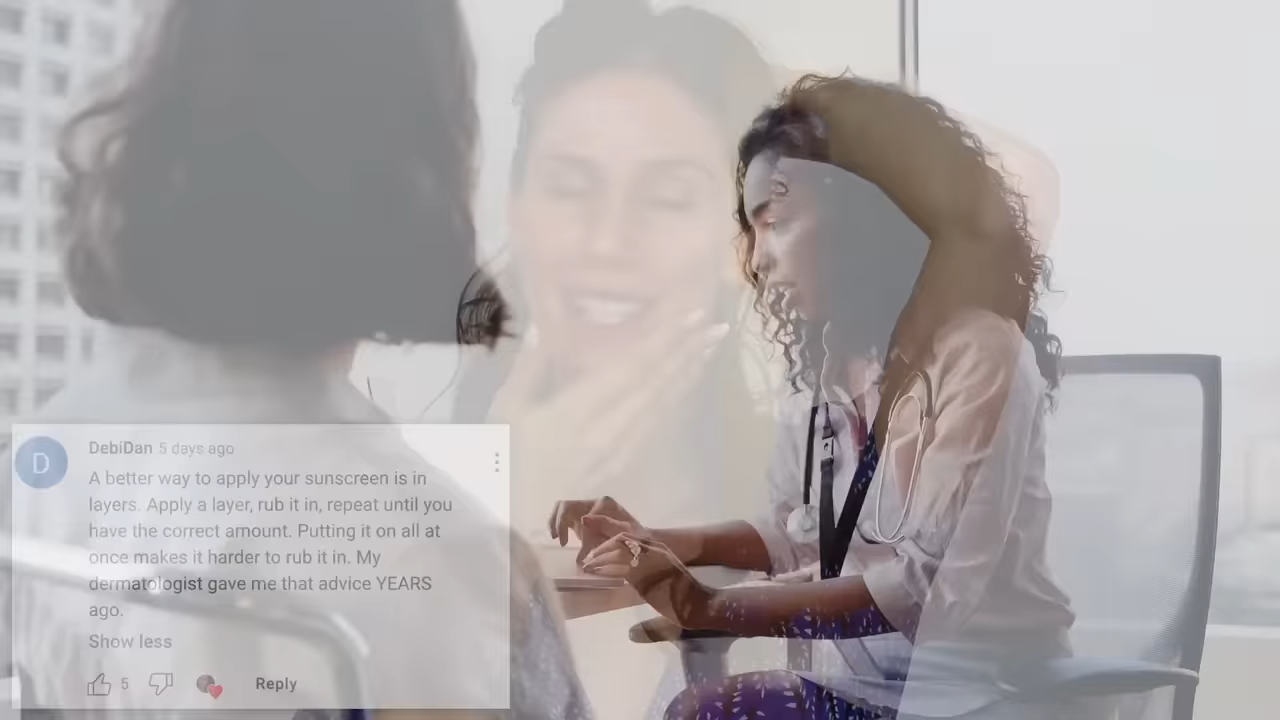 D
DebiDan 5 days ago
A better way to apply your sunscreen is in
layers. Apply a layer, rub it in, repeat until you
have the correct amount. Putting it on all at
once makes it harder to rub it in. My
dermatologist gave me that advice YEARS
ago.
Show less
5 Reply